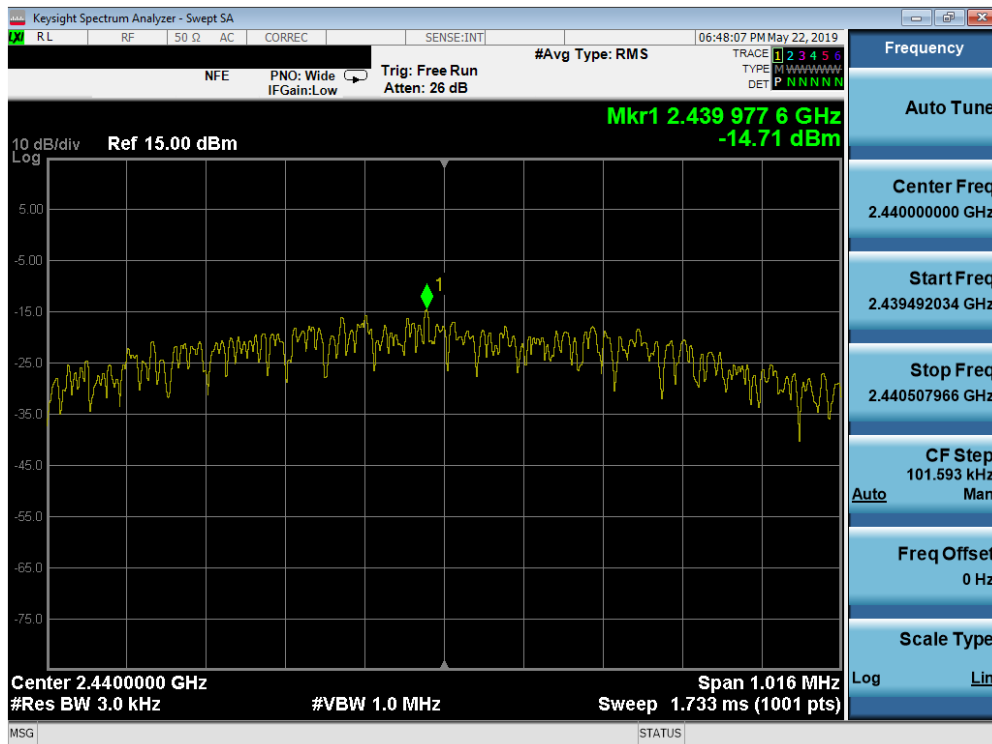 Keysight Spectrum Analyzer - Swept SA
LXI RL RF 50 Ω AC CORREC SENSE:INT 06:48:07 PM May 22, 2019
#Avg Type: RMS TRACE 1 2 3 4 5 6
NFE PNO: Wide Trig: Free Run TYPE M WWWWW
IFGain:Low Atten: 26 dB DET P N N N N N
Mkr1 2.439 977 6 GHz
-14.71 dBm
10 dB/div Ref 15.00 dBm
Log
1
5.00
-5.00
-15.0
-25.0
-35.0
-45.0
-55.0
-65.0
-75.0
Center 2.4400000 GHz Span 1.016 MHz
#Res BW 3.0 kHz #VBW 1.0 MHz Sweep 1.733 ms (1001 pts)
MSG STATUS
Frequency
Auto Tune
Center Freq
2.440000000 GHz
Start Freq
2.439492034 GHz
Stop Freq
2.440507966 GHz
CF Step
101.593 kHz
Auto Man
Freq Offset
0 Hz
Scale Type
Log Lin